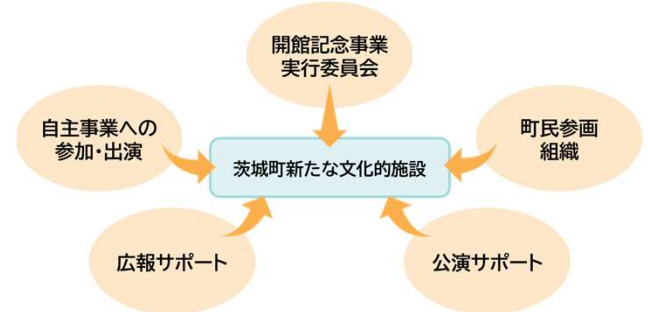 開館記念事業
実行委員会
自主事業への
参加・出演
町民参画
組織
茨城町新たな文化的施設
広報サポート
公演サポート